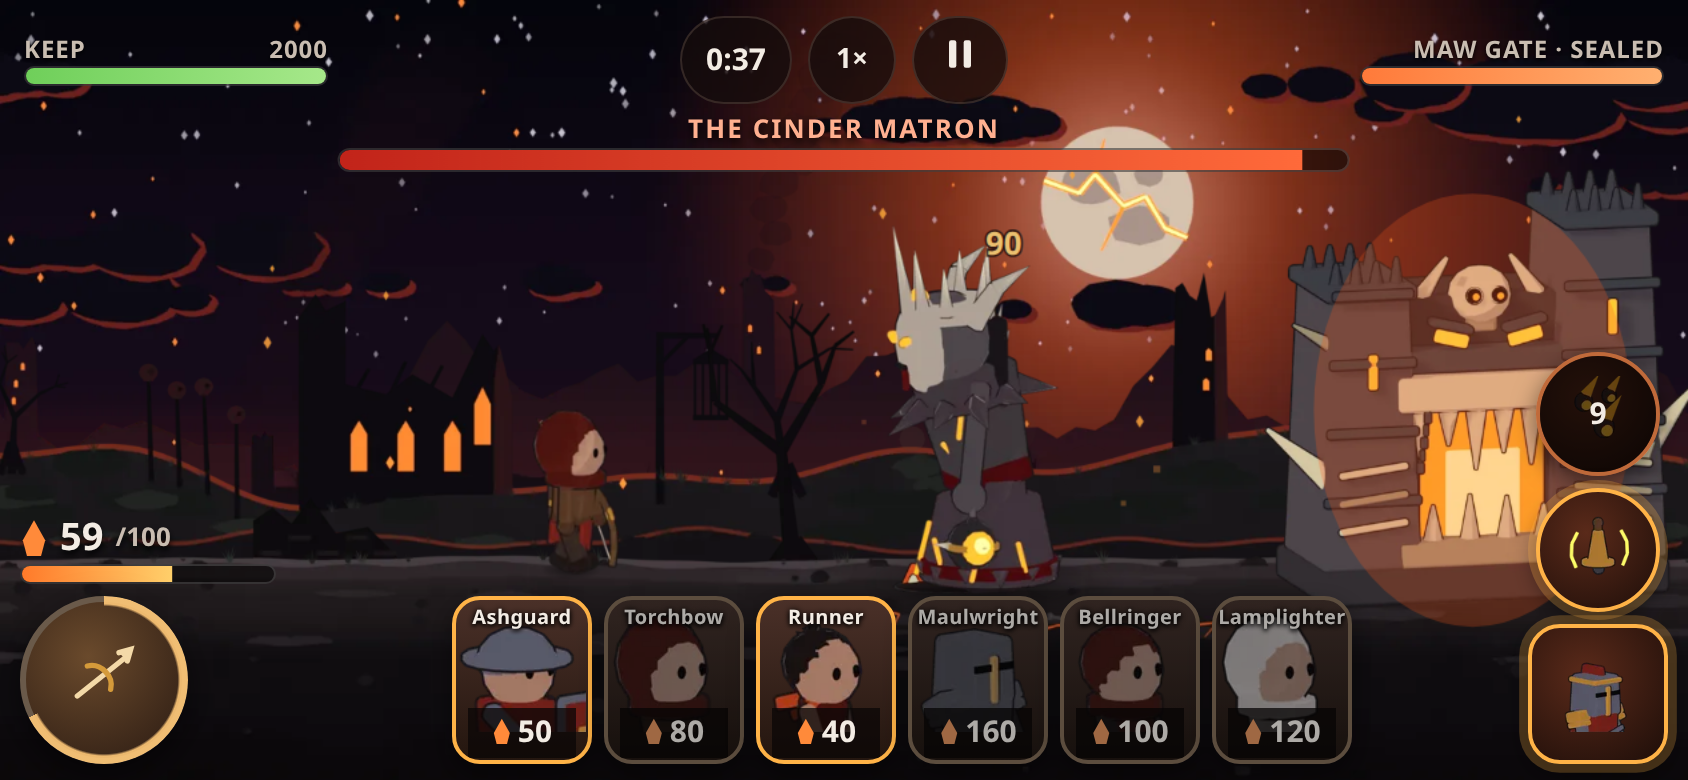 KEEP 2000
0:37 1×
MAW GATE · SEALED
THE CINDER MATRON
90
9
59 /100
Ashguard Torchbow Runner Maulwright Bellringer Lamplighter
50 80 40 160 100 120